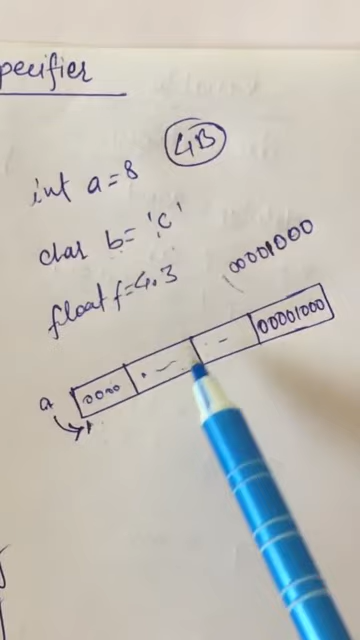 pecifier
4B
int a=8
char b= 'c'
float f=4.3
00001000
a 0000 00001000